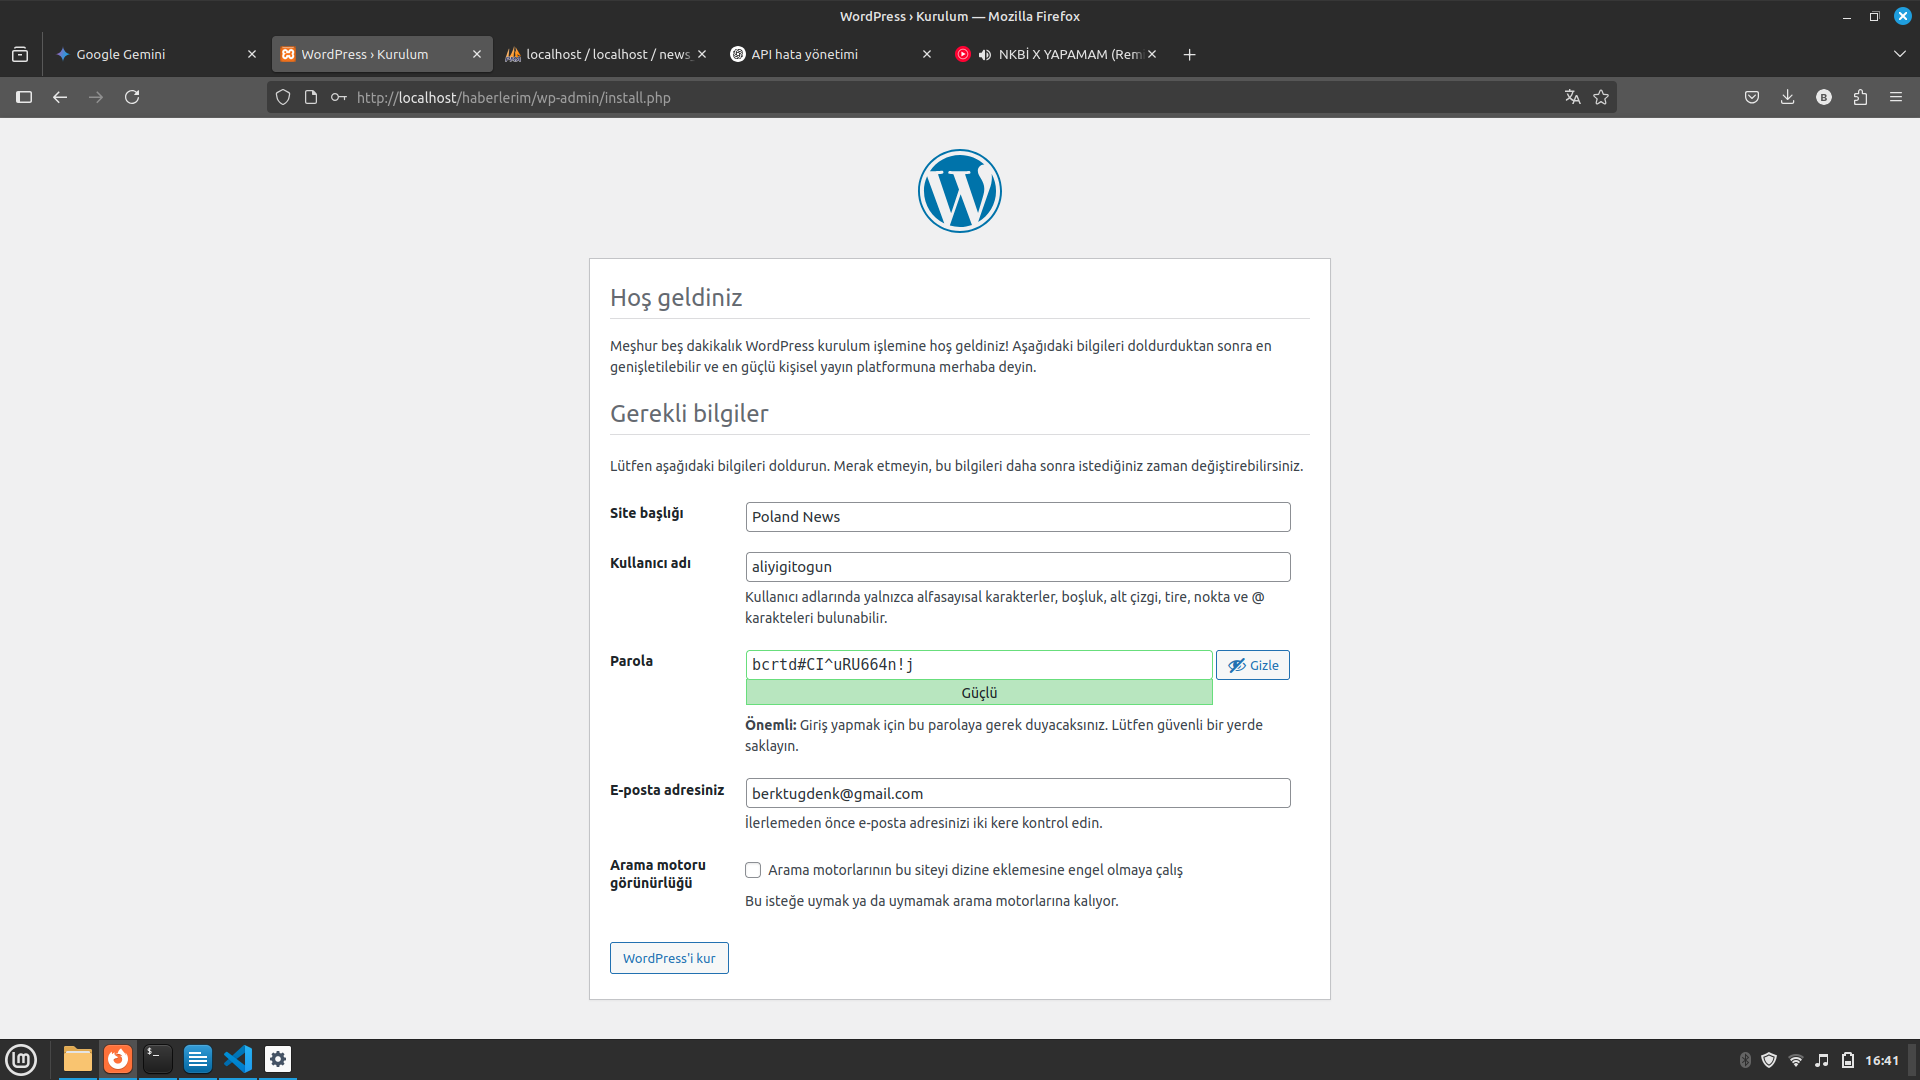 WordPress › Kurulum — Mozilla Firefox
Google Gemini
WordPress › Kurulum
localhost / localhost / news_
API hata yönetimi
NKBİ X YAPAMAM (Remi
http://localhost/haberlerim/wp-admin/install.php
B
Hoş geldiniz
Meşhur beş dakikalık WordPress kurulum işlemine hoş geldiniz! Aşağıdaki bilgileri doldurduktan sonra en
genişletilebilir ve en güçlü kişisel yayın platformuna merhaba deyin.
Gerekli bilgiler
Lütfen aşağıdaki bilgileri doldurun. Merak etmeyin, bu bilgileri daha sonra istediğiniz zaman değiştirebilirsiniz.
Site başlığı
Poland News
Kullanıcı adı
aliyigitogun
Kullanıcı adlarında yalnızca alfasayısal karakterler, boşluk, alt çizgi, tire, nokta ve @
karakteleri bulunabilir.
Parola
bcrtd#CI^uRU664n!j
Gizle
Güçlü
Önemli: Giriş yapmak için bu parolaya gerek duyacaksınız. Lütfen güvenli bir yerde
saklayın.
E-posta adresiniz
berktugdenk@gmail.com
İlerlemeden önce e-posta adresinizi iki kere kontrol edin.
Arama motoru
görünürlüğü
Arama motorlarının bu siteyi dizine eklemesine engel olmaya çalış
Bu isteğe uymak ya da uymamak arama motorlarına kalıyor.
WordPress'i kur
16:41